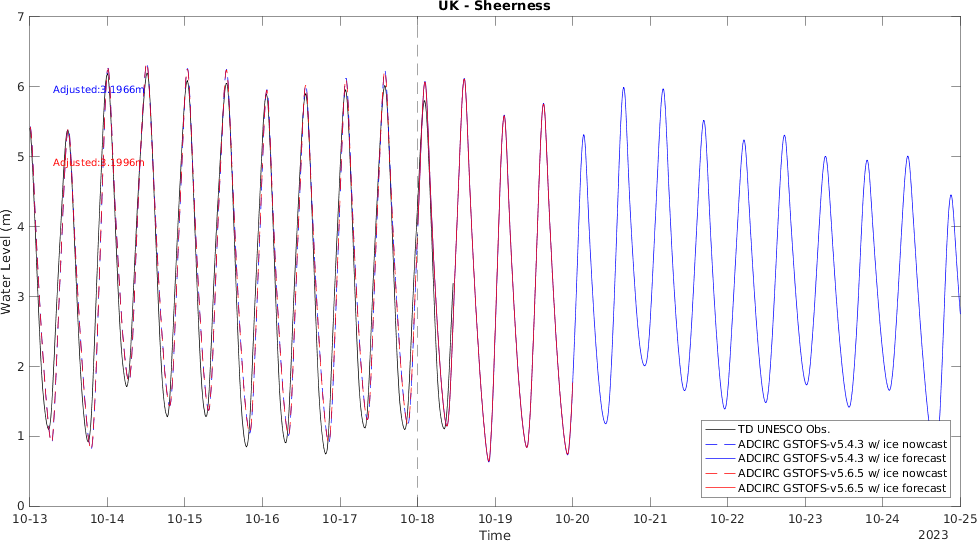 UK - Sheerness
7
6
5
4
3
2
1
0
Water Level (m)
Adjusted:3.1966m
Adjusted:3.1996m
TD UNESCO Obs.
ADCIRC GSTOFS-v5.4.3 w/ ice nowcast
ADCIRC GSTOFS-v5.4.3 w/ ice forecast
ADCIRC GSTOFS-v5.6.5 w/ ice nowcast
ADCIRC GSTOFS-v5.6.5 w/ ice forecast
10-13 10-14 10-15 10-16 10-17 10-18 10-19 10-20 10-21 10-22 10-23 10-24 10-25
Time
2023